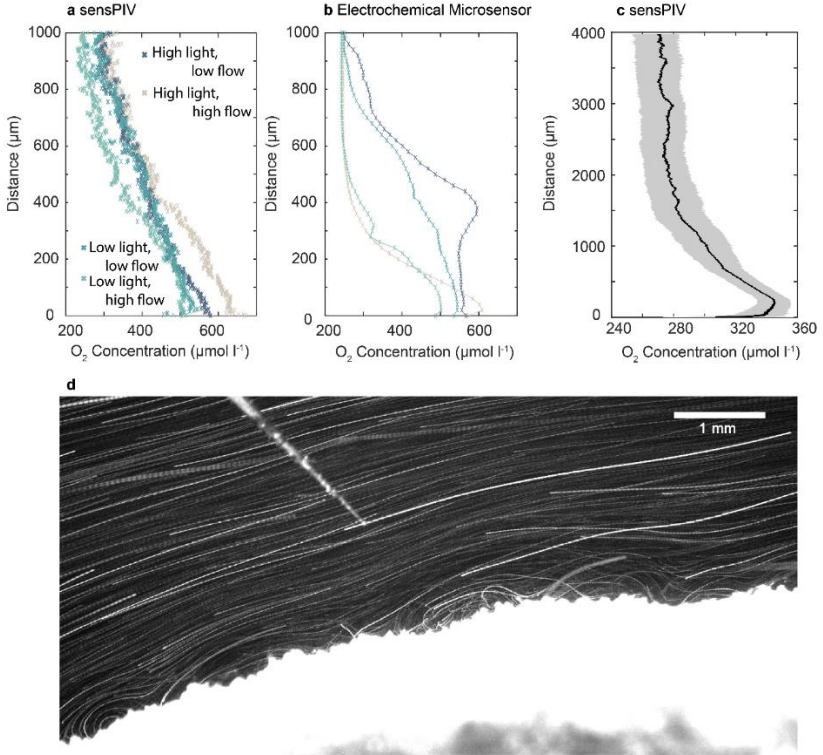 a sensPIV
b Electrochemical Microsensor
c sensPIV
1000
800
600
400
200
0
Distance (µm)
High light,
low flow
High light,
high flow
Low light,
low flow
Low light,
high flow
200 400 600
O2 Concentration (µmol l-1)
1000
800
600
400
200
0
Distance (µm)
200 400 600
O2 Concentration (µmol l-1)
4000
3000
2000
1000
0
Distance (µm)
240 280 320 360
O2 Concentration (µmol l-1)
d
1 mm